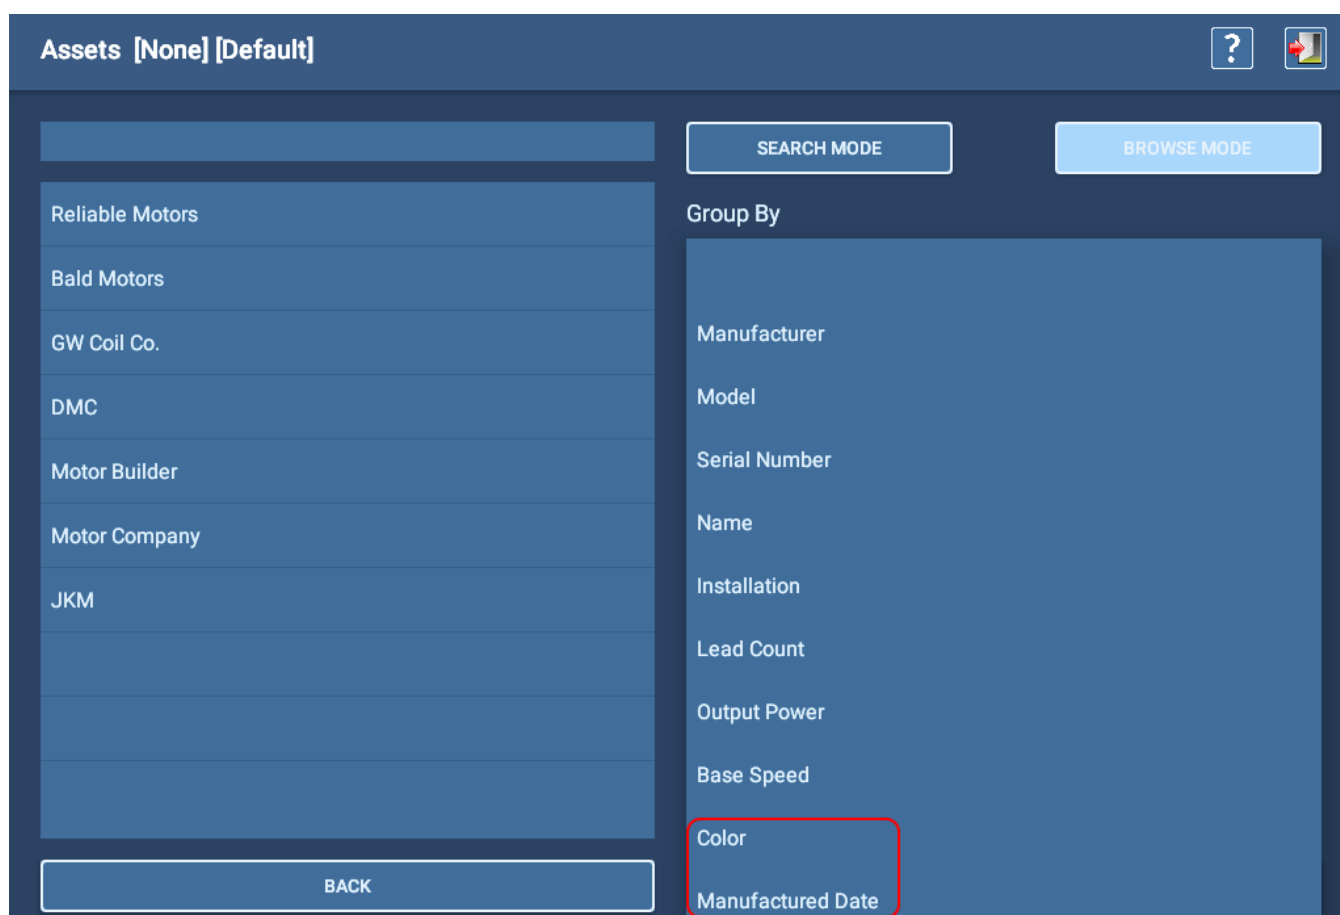 Assets [None] [Default]
?
SEARCH MODE
BROWSE MODE
Reliable Motors
Bald Motors
GW Coil Co.
DMC
Motor Builder
Motor Company
JKM
BACK
Group By
Manufacturer
Model
Serial Number
Name
Installation
Lead Count
Output Power
Base Speed
Color
Manufactured Date